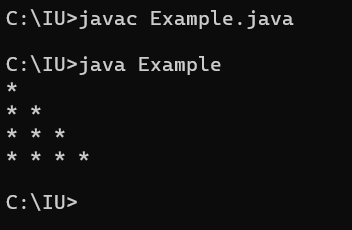 C:\IU>javac Example.java
C:\IU>java Example
*
* *
* * *
* * * *
C:\IU>